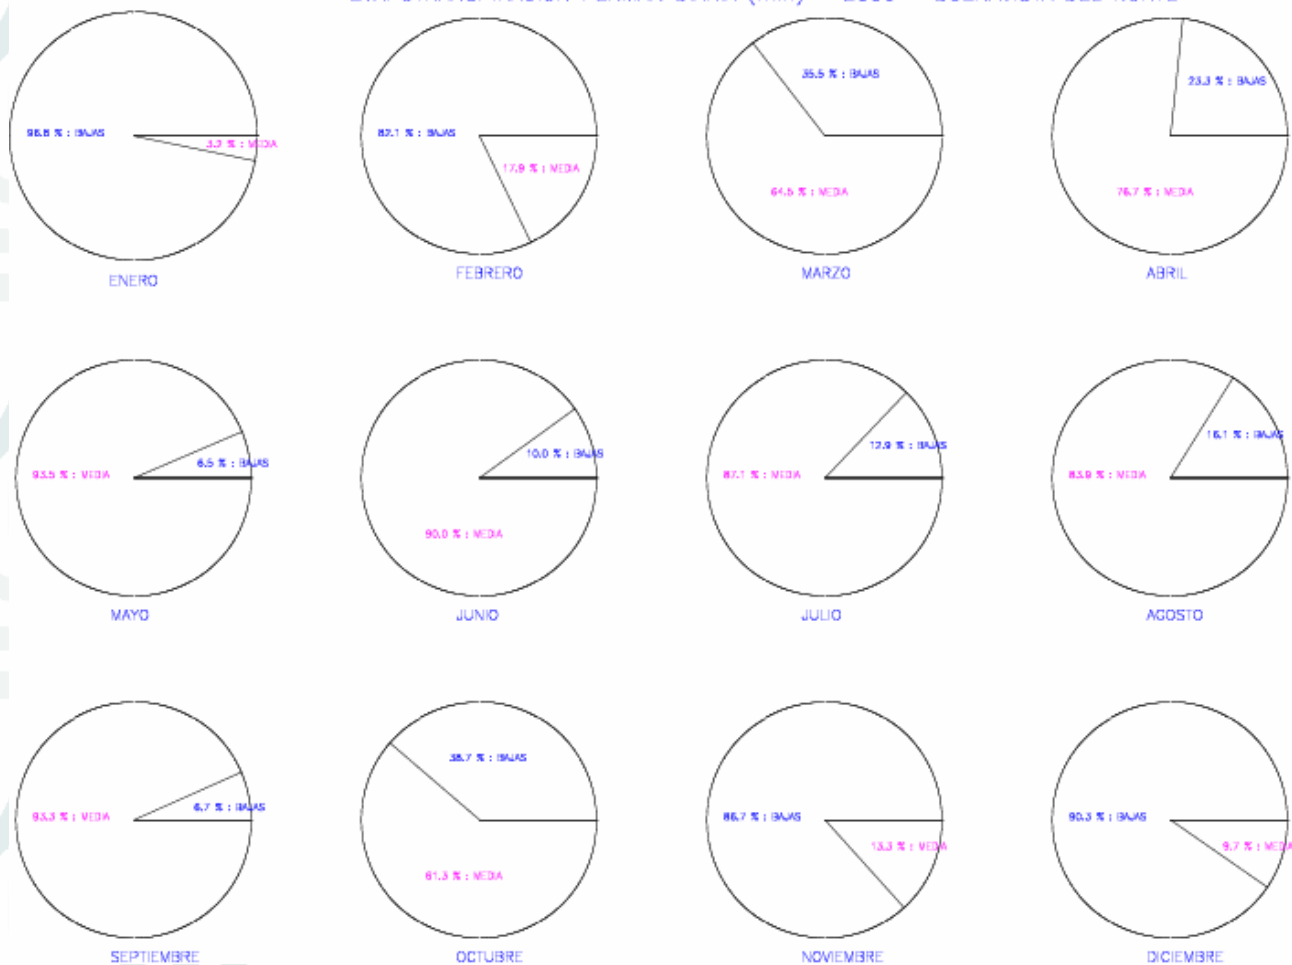 96.8 % : BAJAS
3.2 % : MEDIA
ENERO
82.1 % : BAJAS
17.9 % : MEDIA
FEBRERO
35.5 % : BAJAS
64.5 % : MEDIA
MARZO
23.3 % : BAJAS
76.7 % : MEDIA
ABRIL
93.5 % : MEDIA
6.5 % : BAJAS
MAYO
10.0 % : BAJAS
90.0 % : MEDIA
JUNIO
12.9 % : BAJAS
87.1 % : MEDIA
JULIO
16.1 % : BAJAS
83.9 % : MEDIA
AGOSTO
93.3 % : MEDIA
6.7 % : BAJAS
SEPTIEMBRE
38.7 % : BAJAS
61.3 % : MEDIA
OCTUBRE
86.7 % : BAJAS
13.3 % : MEDIA
NOVIEMBRE
90.3 % : BAJAS
9.7 % : MEDIA
DICIEMBRE